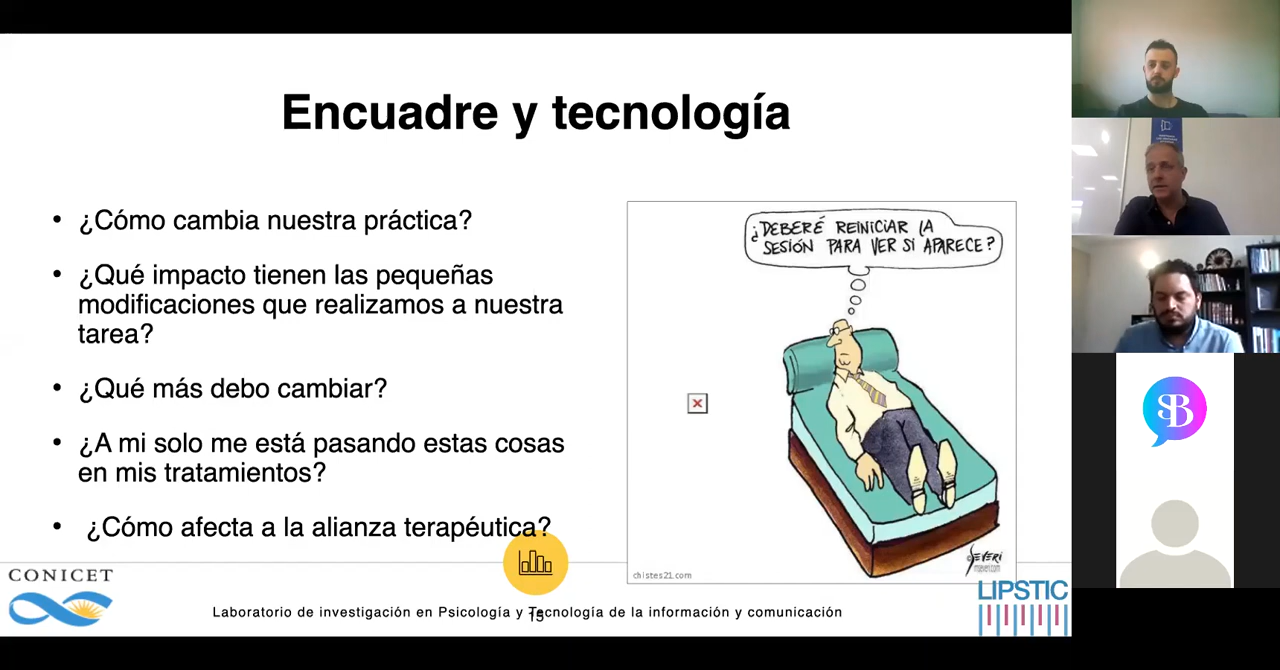 Encuadre y tecnología
• ¿Cómo cambia nuestra práctica?
• ¿Qué impacto tienen las pequeñas
modificaciones que realizamos a nuestra
tarea?
• ¿Qué más debo cambiar?
• ¿A mi solo me está pasando estas cosas
en mis tratamientos?
• ¿Cómo afecta a la alianza terapéutica?
¿DEBERÉ REINICIAR LA
SESIÓN PARA VER SI APARECE?
chistes21.com
CONICET
Laboratorio de investigación en Psicología y Tecnología de la información y comunicación
15
LIPSTIC
SB